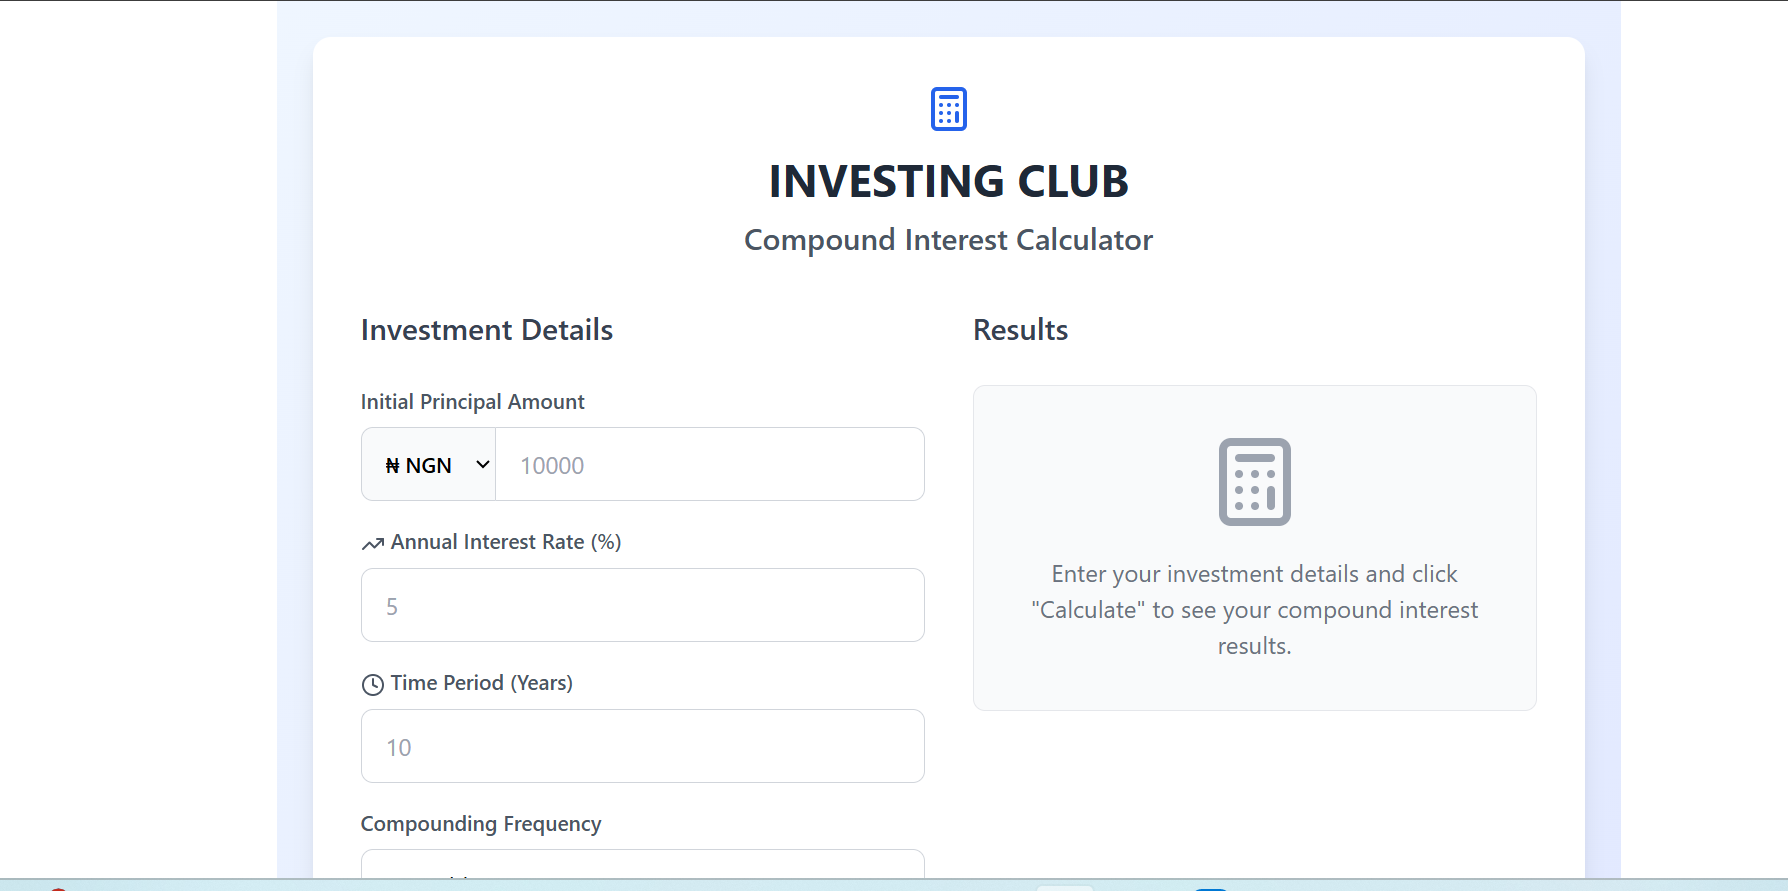 INVESTING CLUB
Compound Interest Calculator
Investment Details
Initial Principal Amount
₦ NGN
10000
Annual Interest Rate (%)
5
Time Period (Years)
10
Compounding Frequency
Results
Enter your investment details and click
"Calculate" to see your compound interest
results.